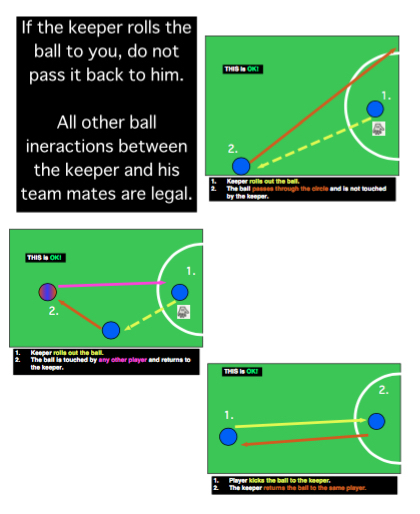 If the keeper rolls the
ball to you, do not
pass it back to him.
All other ball
ineractions between
the keeper and his
team mates are legal.
THIS is OK!
1.
2.
1. Keeper rolls out the ball.
2. The ball passes through the circle and is not touched
by the keeper.
THIS is OK!
1.
2.
1. Keeper rolls out the ball.
2. The ball is touched by any other player and returns to
the keeper.
THIS is OK!
2.
1.
1. Player kicks the ball to the keeper.
2. The keeper returns the ball to the same player.